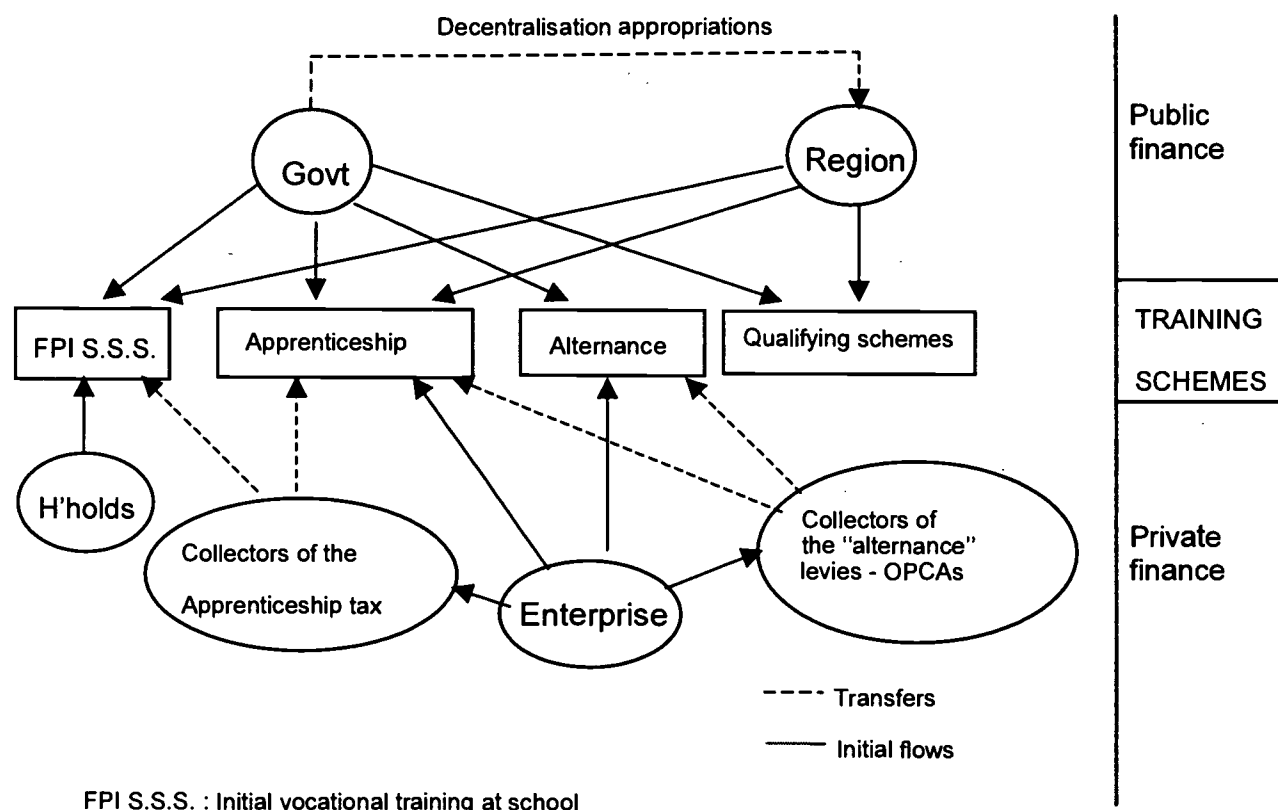 Decentralisation appropriations
Govt
Region
Public
finance
FPI S.S.S.
Apprenticeship
Alternance
Qualifying schemes
TRAINING
SCHEMES
H'holds
Collectors of the
Apprenticeship tax
Enterprise
Collectors of
the "alternance"
levies - OPCAs
Private
finance
Transfers
Initial flows
FPI S.S.S. : Initial vocational training at school